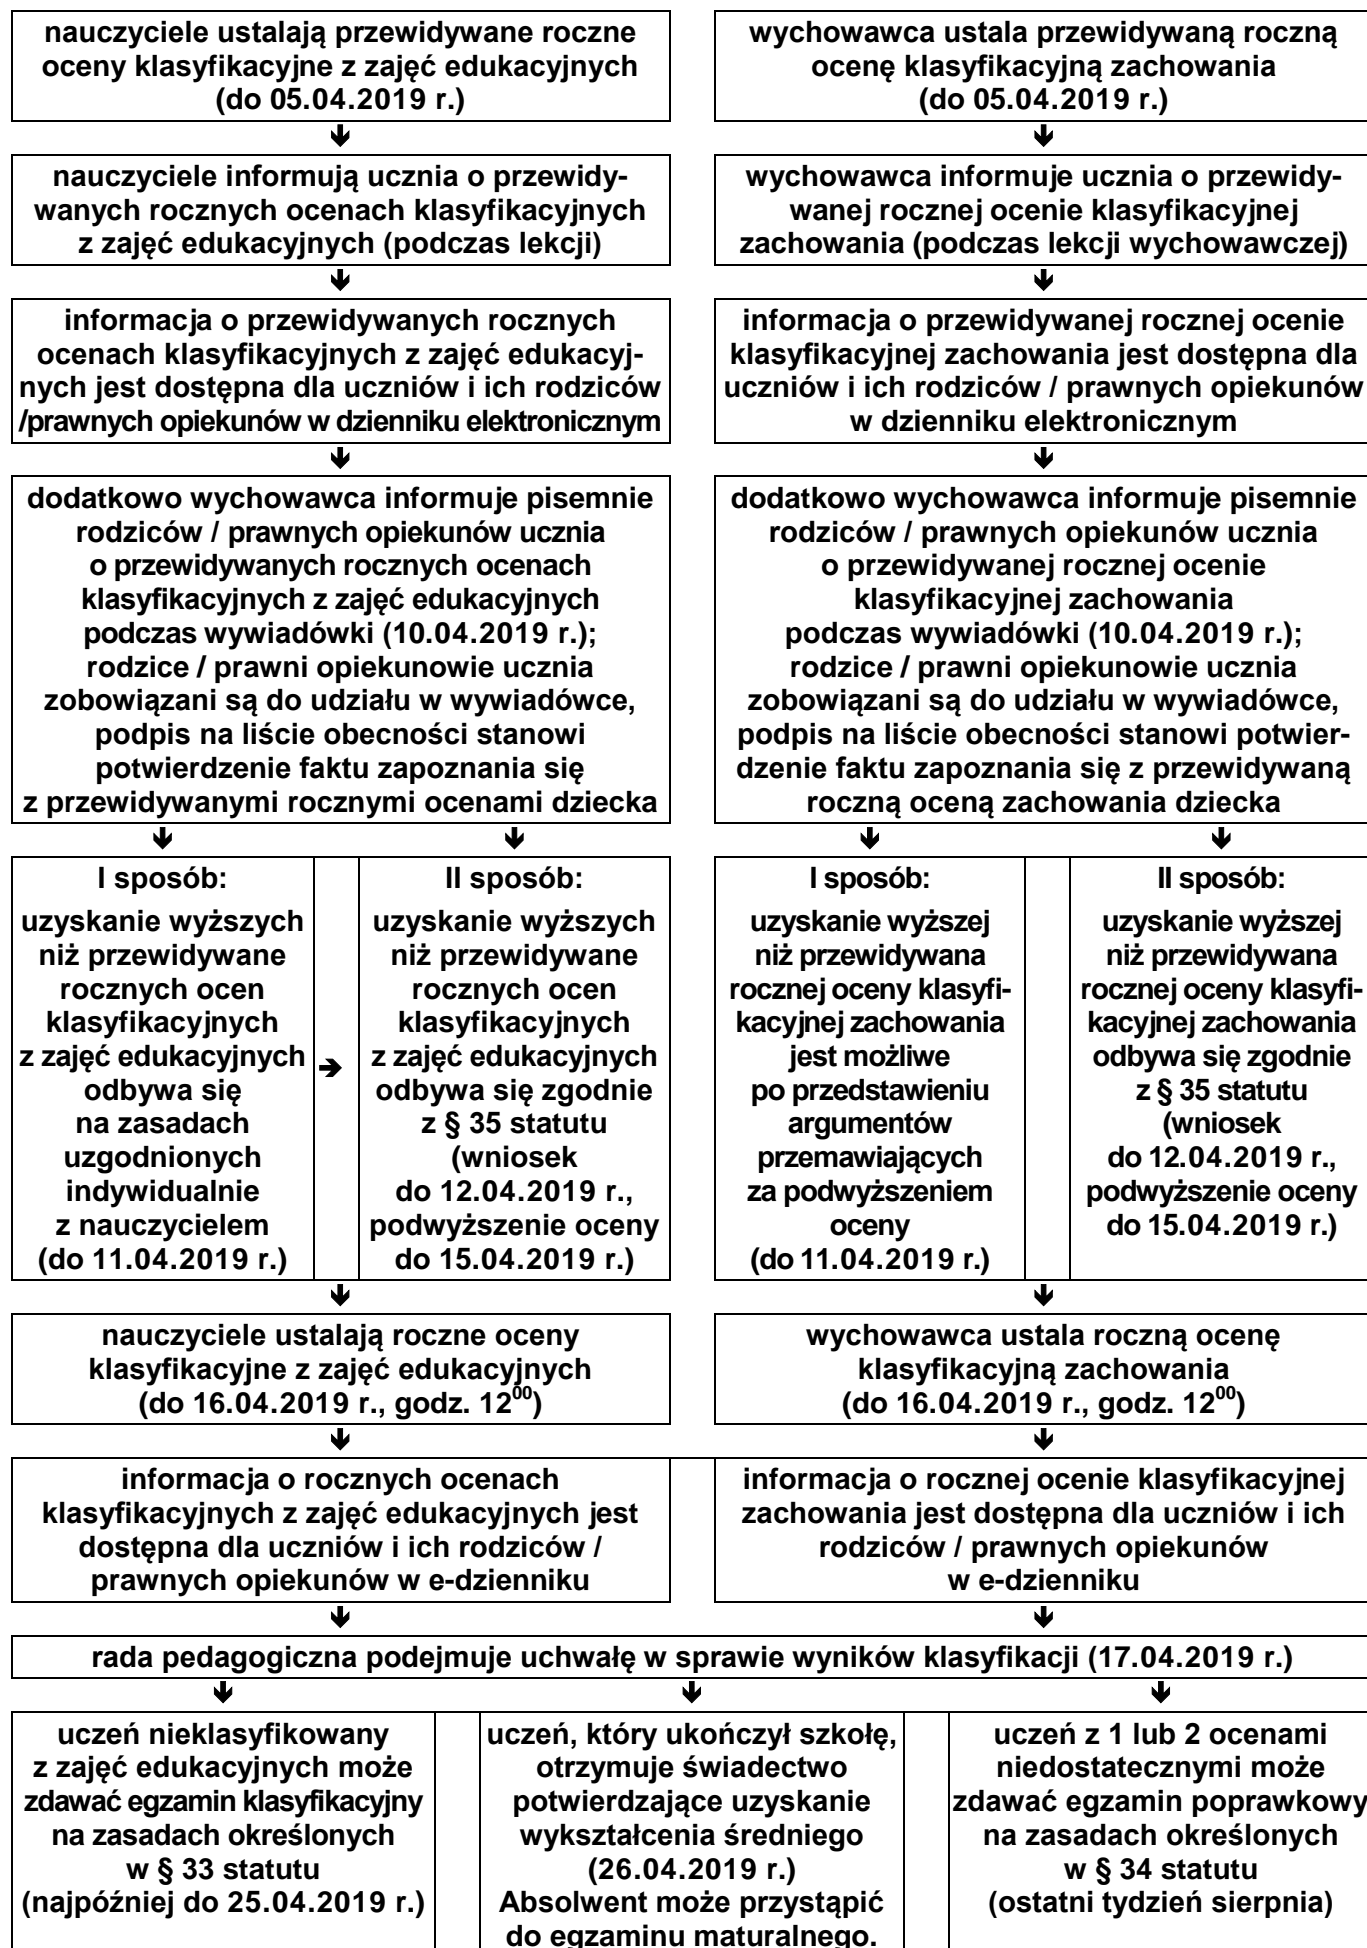 nauczyciele ustalają przewidywane roczne
oceny klasyfikacyjne z zajęć edukacyjnych
(do 05.04.2019 r.)
wychowawca ustala przewidywaną roczną
ocenę klasyfikacyjną zachowania
(do 05.04.2019 r.)
nauczyciele informują ucznia o przewidy-
wanych rocznych ocenach klasyfikacyjnych
z zajęć edukacyjnych (podczas lekcji)
wychowawca informuje ucznia o przewidy-
wanej rocznej ocenie klasyfikacyjnej
zachowania (podczas lekcji wychowawczej)
informacja o przewidywanych rocznych
ocenach klasyfikacyjnych z zajęć edukacyj-
nych jest dostępna dla uczniów i ich rodziców
/prawnych opiekunów w dzienniku elektronicznym
informacja o przewidywanej rocznej ocenie
klasyfikacyjnej zachowania jest dostępna dla
uczniów i ich rodziców / prawnych opiekunów
w dzienniku elektronicznym
dodatkowo wychowawca informuje pisemnie
rodziców / prawnych opiekunów ucznia
o przewidywanych rocznych ocenach
klasyfikacyjnych z zajęć edukacyjnych
podczas wywiadówki (10.04.2019 r.);
rodzice / prawni opiekunowie ucznia
zobowiązani są do udziału w wywiadówce,
podpis na liście obecności stanowi
potwierdzenie faktu zapoznania się
z przewidywanymi rocznymi ocenami dziecka
dodatkowo wychowawca informuje pisemnie
rodziców / prawnych opiekunów ucznia
o przewidywanej rocznej ocenie
klasyfikacyjnej zachowania
podczas wywiadówki (10.04.2019 r.);
rodzice / prawni opiekunowie ucznia
zobowiązani są do udziału w wywiadówce,
podpis na liście obecności stanowi potwier-
dzenie faktu zapoznania się z przewidywaną
roczną oceną zachowania dziecka
I sposób:
uzyskanie wyższych
niż przewidywane
rocznych ocen
klasyfikacyjnych
z zajęć edukacyjnych
odbywa się
na zasadach
uzgodnionych
indywidualnie
z nauczycielem
(do 11.04.2019 r.)
II sposób:
uzyskanie wyższych
niż przewidywane
rocznych ocen
klasyfikacyjnych
z zajęć edukacyjnych
odbywa się zgodnie
z § 35 statutu
(wniosek
do 12.04.2019 r.,
podwyższenie oceny
do 15.04.2019 r.)
I sposób:
uzyskanie wyższej
niż przewidywana
rocznej oceny klasyfi-
kacyjnej zachowania
jest możliwe
po przedstawieniu
argumentów
przemawiających
za podwyższeniem
oceny
(do 11.04.2019 r.)
II sposób:
uzyskanie wyższej
niż przewidywana
rocznej oceny klasyfi-
kacyjnej zachowania
odbywa się zgodnie
z § 35 statutu
(wniosek
do 12.04.2019 r.,
podwyższenie oceny
do 15.04.2019 r.)
nauczyciele ustalają roczne oceny
klasyfikacyjne z zajęć edukacyjnych
(do 16.04.2019 r., godz. 12⁰⁰)
wychowawca ustala roczną ocenę
klasyfikacyjną zachowania
(do 16.04.2019 r., godz. 12⁰⁰)
informacja o rocznych ocenach
klasyfikacyjnych z zajęć edukacyjnych jest
dostępna dla uczniów i ich rodziców /
prawnych opiekunów w e-dzienniku
informacja o rocznej ocenie klasyfikacyjnej
zachowania jest dostępna dla uczniów i ich
rodziców / prawnych opiekunów
w e-dzienniku
rada pedagogiczna podejmuje uchwałę w sprawie wyników klasyfikacji (17.04.2019 r.)
uczeń nieklasyfikowany
z zajęć edukacyjnych może
zdawać egzamin klasyfikacyjny
na zasadach określonych
w § 33 statutu
(najpóźniej do 25.04.2019 r.)
uczeń, który ukończył szkołę,
otrzymuje świadectwo
potwierdzające uzyskanie
wykształcenia średniego
(26.04.2019 r.)
Absolwent może przystąpić
do egzaminu maturalnego.
uczeń z 1 lub 2 ocenami
niedostatecznymi może
zdawać egzamin poprawkowy
na zasadach określonych
w § 34 statutu
(ostatni tydzień sierpnia)